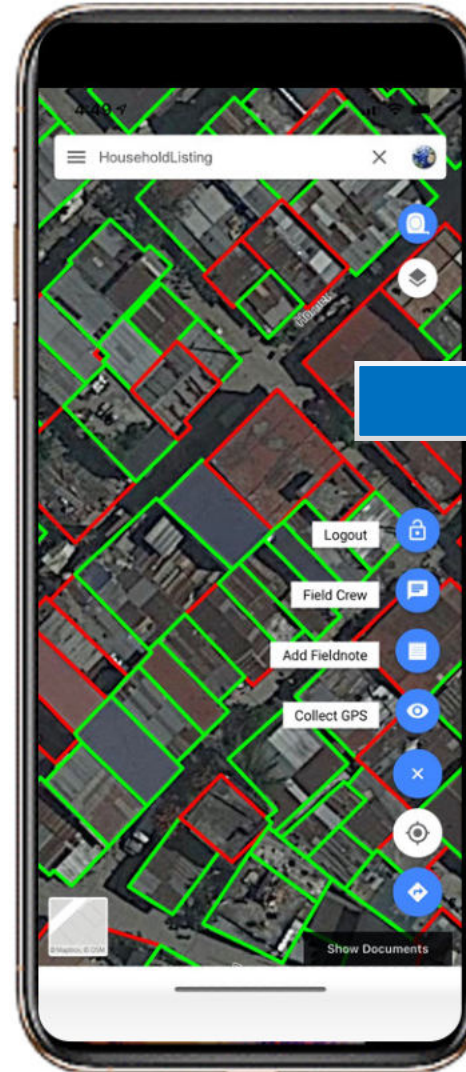 4:49
HouseholdListing
Logout
Field Crew
Add Fieldnote
Collect GPS
Show Documents